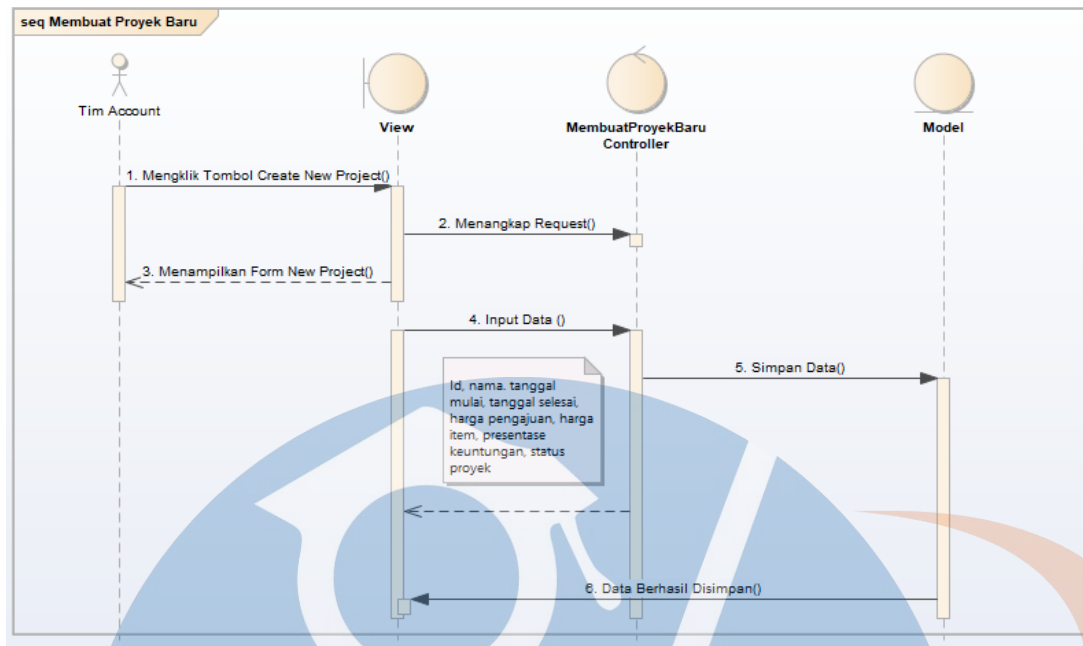 seq Membuat Proyek Baru
Tim Account
View
MembuatProyekBaru
Controller
Model
1. Mengklik Tombol Create New Project()
2. Menangkap Request()
3. Menampilkan Form New Project()
4. Input Data ()
5. Simpan Data()
Id, nama. tanggal
mulai, tanggal selesai,
harga pengajuan, harga
item, presentase
keuntungan, status
proyek
6. Data Berhasil Disimpan()